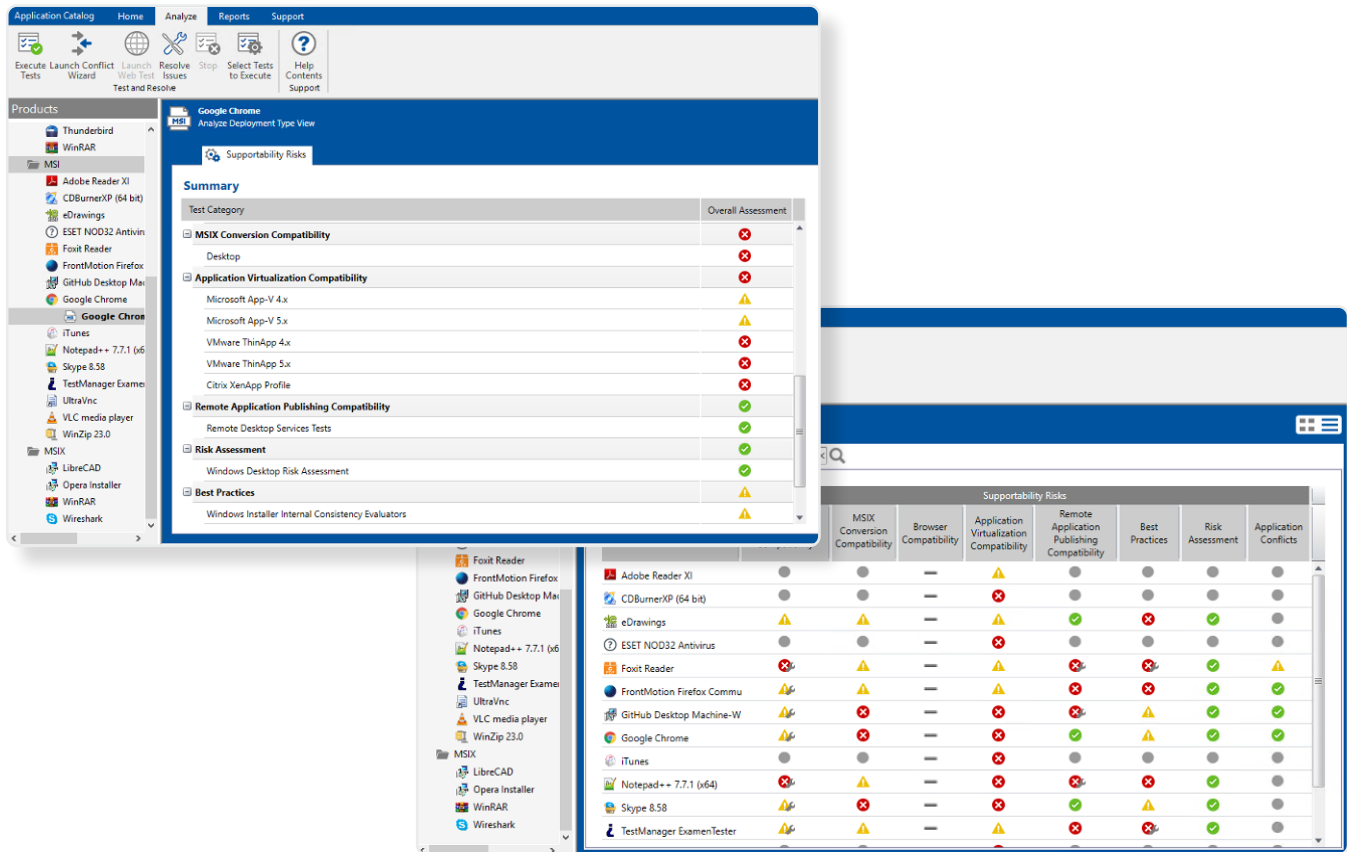 Application Catalog Home Analyze Reports Support
Execute Tests
Launch Conflict Wizard
Launch Web Test
Resolve Issues
Stop
Select Tests to Execute
Help Contents
Test and Resolve
Support
Products
Thunderbird
WinRAR
MSI
Adobe Reader XI
CDBurnerXP (64 bit)
eDrawings
ESET NOD32 Antivir
Foxit Reader
FrontMotion Firefox
GitHub Desktop Mac
Google Chrome
Google Chron
iTunes
Notepad++ 7.7.1 (x6
Skype 8.58
TestManager Examen
UltraVnc
VLC media player
WinZip 23.0
MSIX
LibreCAD
Opera Installer
WinRAR
Wireshark
MSI
Google Chrome
Analyze Deployment Type View
Supportability Risks
Summary
Test Category Overall Assessment
MSIX Conversion Compatibility
Desktop
Application Virtualization Compatibility
Microsoft App-V 4.x
Microsoft App-V 5.x
VMware ThinApp 4.x
VMware ThinApp 5.x
Citrix XenApp Profile
Remote Application Publishing Compatibility
Remote Desktop Services Tests
Risk Assessment
Windows Desktop Risk Assessment
Best Practices
Windows Installer Internal Consistency Evaluators
Foxit Reader
FrontMotion Firefox
GitHub Desktop Mac
Google Chrome
iTunes
Notepad++ 7.7.1 (x6
Skype 8.58
TestManager Examen
UltraVnc
VLC media player
WinZip 23.0
MSIX
LibreCAD
Opera Installer
WinRAR
Wireshark
Supportability Risks
MSIX Conversion Compatibility
Browser Compatibility
Application Virtualization Compatibility
Remote Application Publishing Compatibility
Best Practices
Risk Assessment
Application Conflicts
Adobe Reader XI
CDBurnerXP (64 bit)
eDrawings
ESET NOD32 Antivirus
Foxit Reader
FrontMotion Firefox Commu
GitHub Desktop Machine-W
Google Chrome
iTunes
Notepad++ 7.7.1 (x64)
Skype 8.58
TestManager ExamenTester